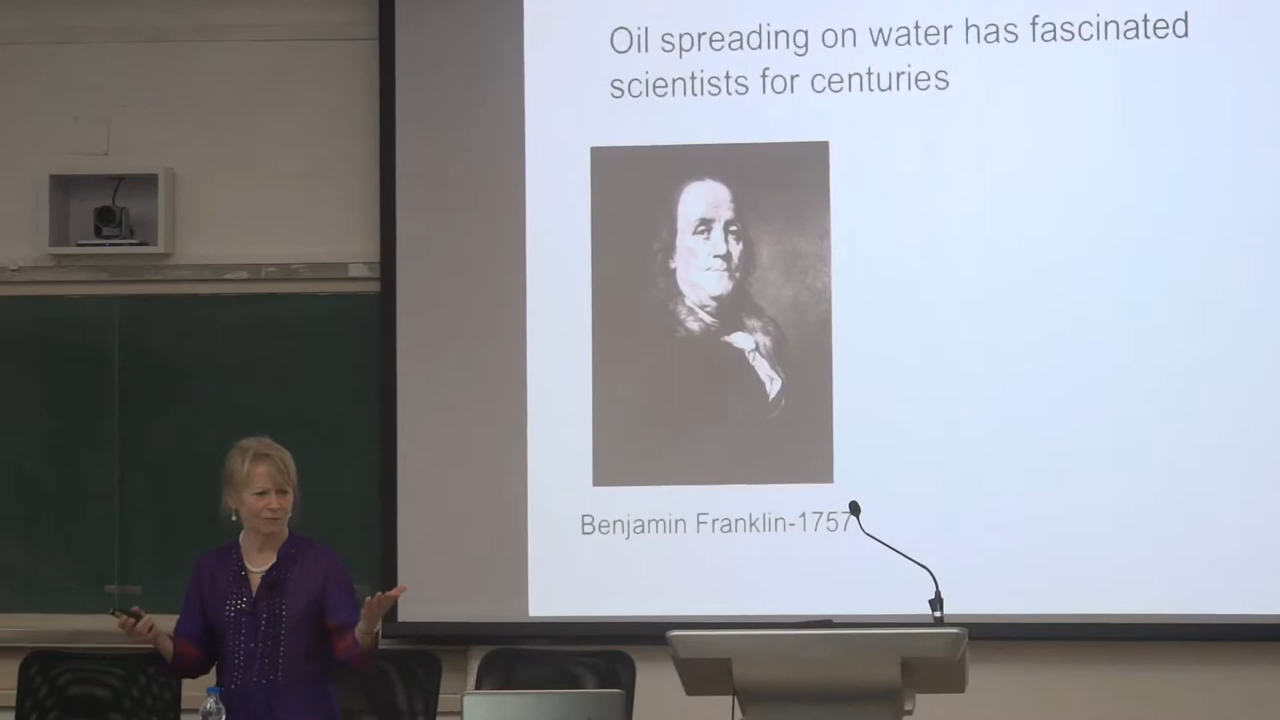 Oil spreading on water has fascinated
scientists for centuries
Benjamin Franklin-1757